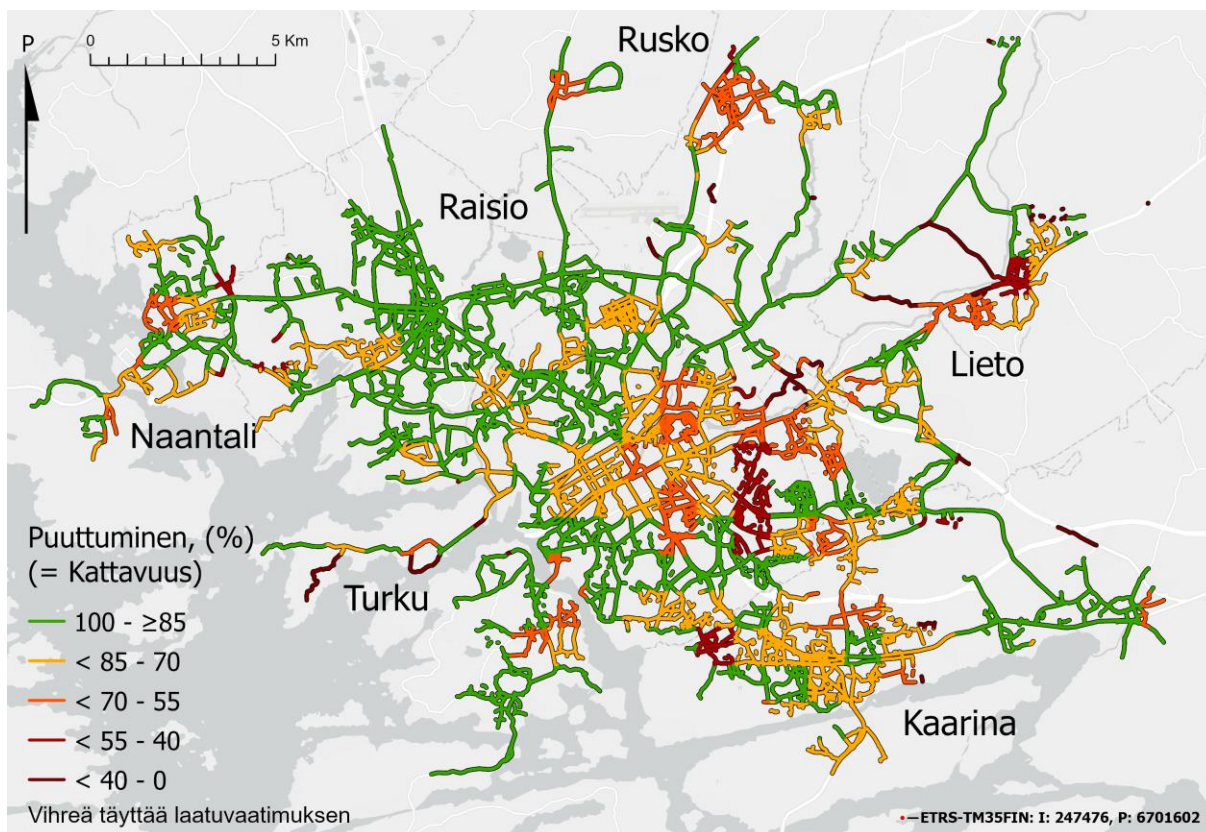 P
0 5 Km
Rusko
Raisio
Lieto
Naantali
Turku
Kaarina
Puuttuminen, (%)
(= Kattavuus)
100 - ≥85
< 85 - 70
< 70 - 55
< 55 - 40
< 40 - 0
Vihreä täyttää laatuvaatimuksen
ETRS-TM35FIN: I: 247476, P: 6701602